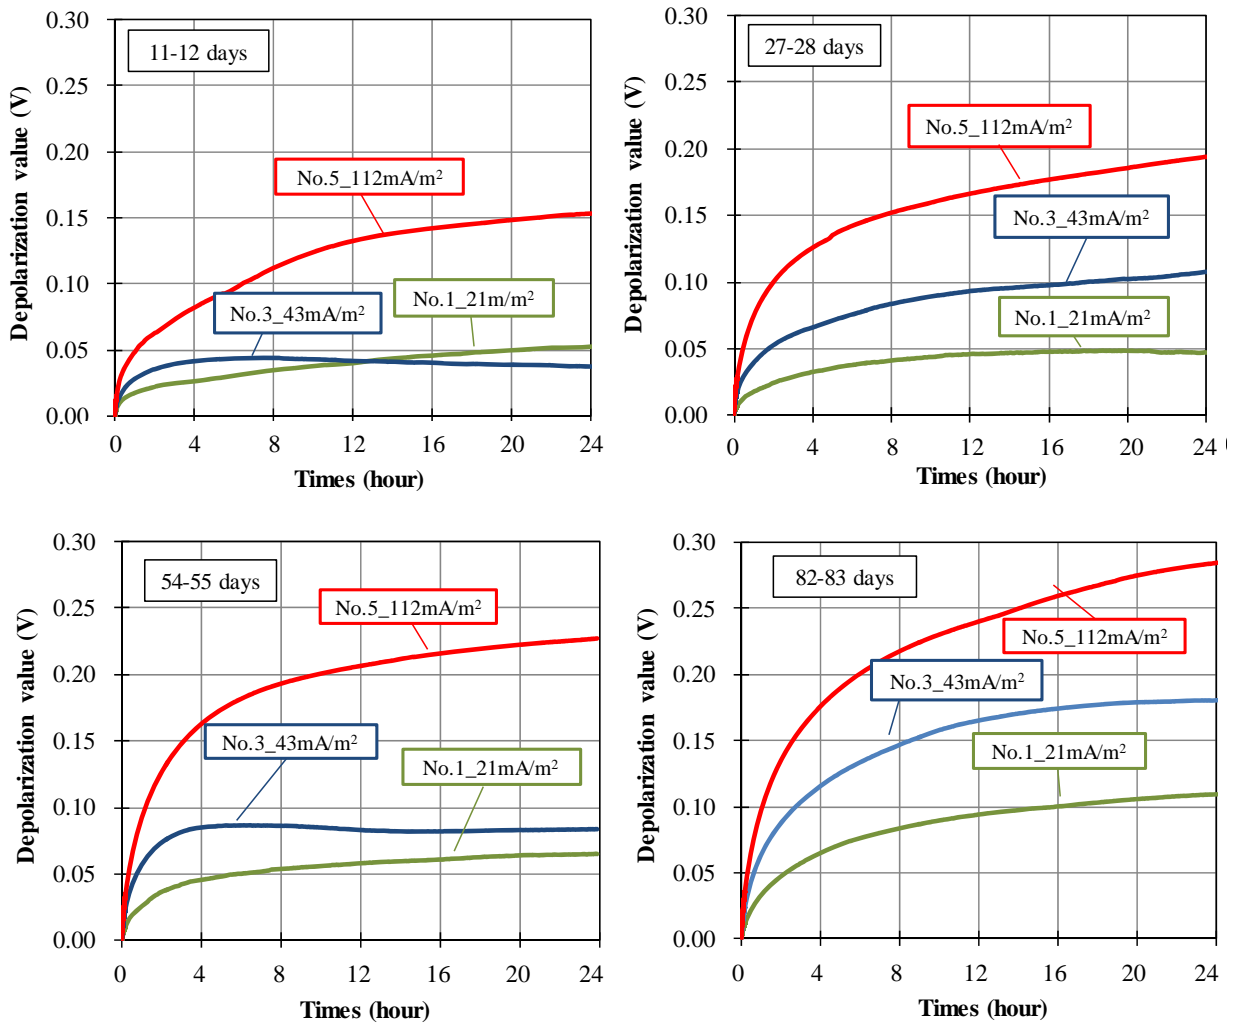 11-12 days
Depolarization value (V)
0.30
0.25
0.20
0.15
0.10
0.05
0.00
No.5_112mA/m²
No.3_43mA/m²
No.1_21m/m²
0 4 8 12 16 20 24
Times (hour)
27-28 days
Depolarization value (V)
0.30
0.25
0.20
0.15
0.10
0.05
0.00
No.5_112mA/m²
No.3_43mA/m²
No.1_21mA/m²
0 4 8 12 16 20 24
Times (hour)
54-55 days
Depolarization value (V)
0.30
0.25
0.20
0.15
0.10
0.05
0.00
No.5_112mA/m²
No.3_43mA/m²
No.1_21mA/m²
0 4 8 12 16 20 24
Times (hour)
82-83 days
Depolarization value (V)
0.30
0.25
0.20
0.15
0.10
0.05
0.00
No.5_112mA/m²
No.3_43mA/m²
No.1_21mA/m²
0 4 8 12 16 20 24
Times (hour)